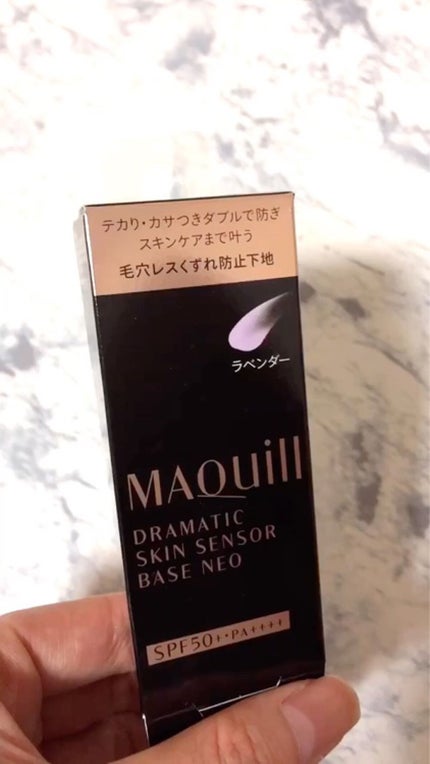 テカリ・カサつきダブルで防ぎ
スキンケアまで叶う
毛穴レスくずれ防止下地
ラベンダー
MAQuill
DRAMATIC
SKIN SENSOR
BASE NEO
SPF50+・PA++++